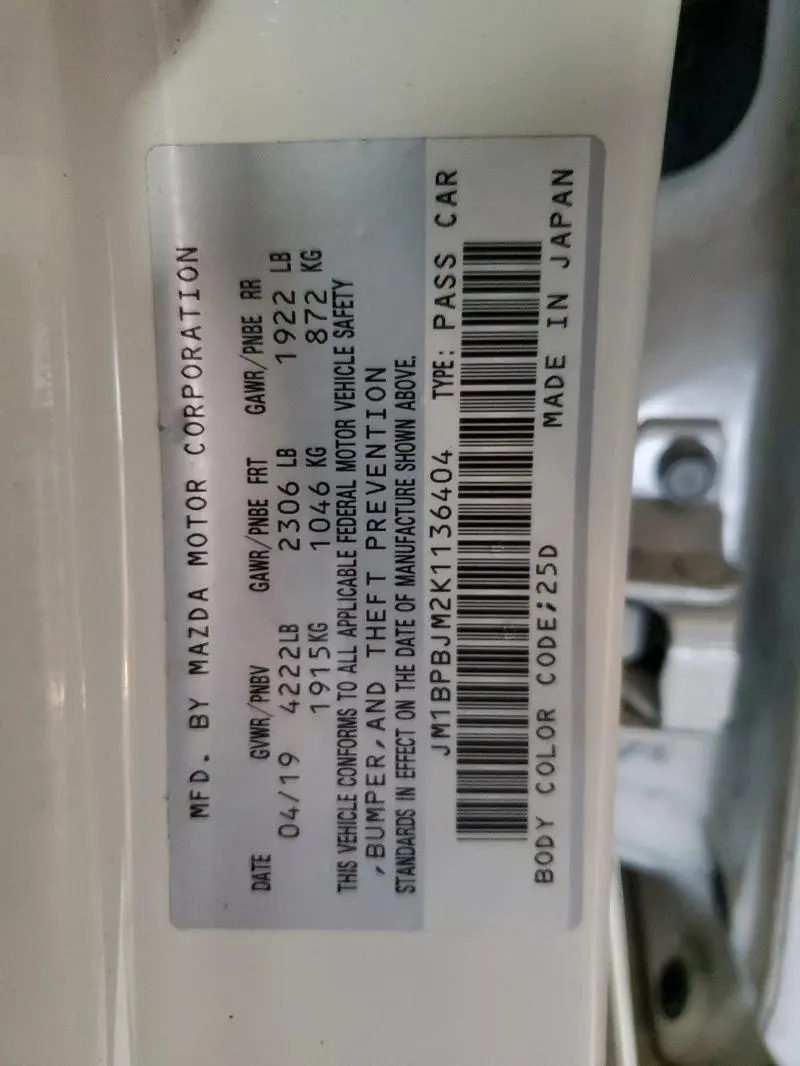 MFD. BY MAZDA MOTOR CORPORATION
DATE GVWR/PNBV GAWR/PNBE FRT GAWR/PNBE RR
04/19 4222LB 2306 LB 1922 LB
1915KG 1046 KG 872 KG
THIS VEHICLE CONFORMS TO ALL APPLICABLE FEDERAL MOTOR VEHICLE SAFETY
,BUMPER,AND THEFT PREVENTION
STANDARDS IN EFFECT ON THE DATE OF MANUFACTURE SHOWN ABOVE.
JM1BPBJM2K1136404 TYPE: PASS CAR
BODY COLOR CODE;25D MADE IN JAPAN